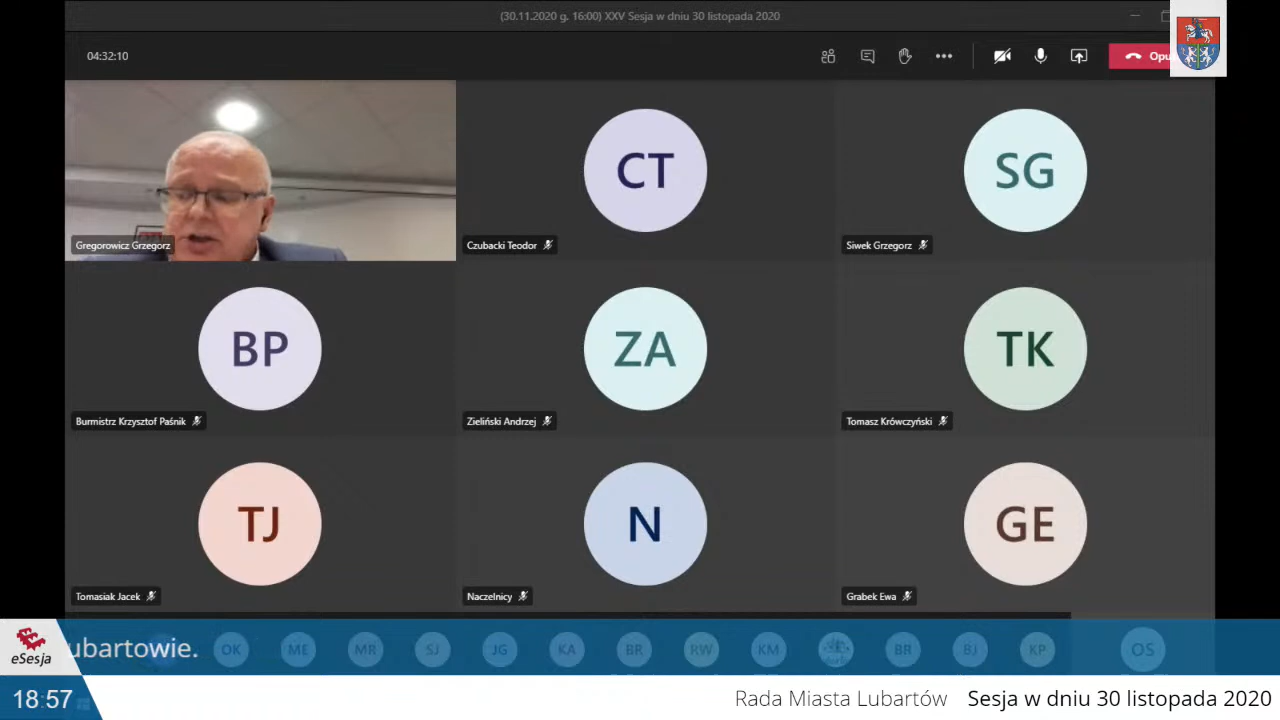 (30.11.2020 g. 16:00) XXV Sesja w dniu 30 listopada 2020
04:32:10
Opu
Gregorowicz Grzegorz
CT
Czubacki Teodor
SG
Siwek Grzegorz
BP
Burmistrz Krzysztof Paśnik
ZA
Zieliński Andrzej
TK
Tomasz Krówczyński
TJ
Tomasiak Jacek
N
Naczelnicy
GE
Grabek Ewa
eSesja
ubartowie.
OK ME MR SJ JG KA BR RW KM BR BJ KP OS
18:57
Rada Miasta Lubartów Sesja w dniu 30 listopada 2020